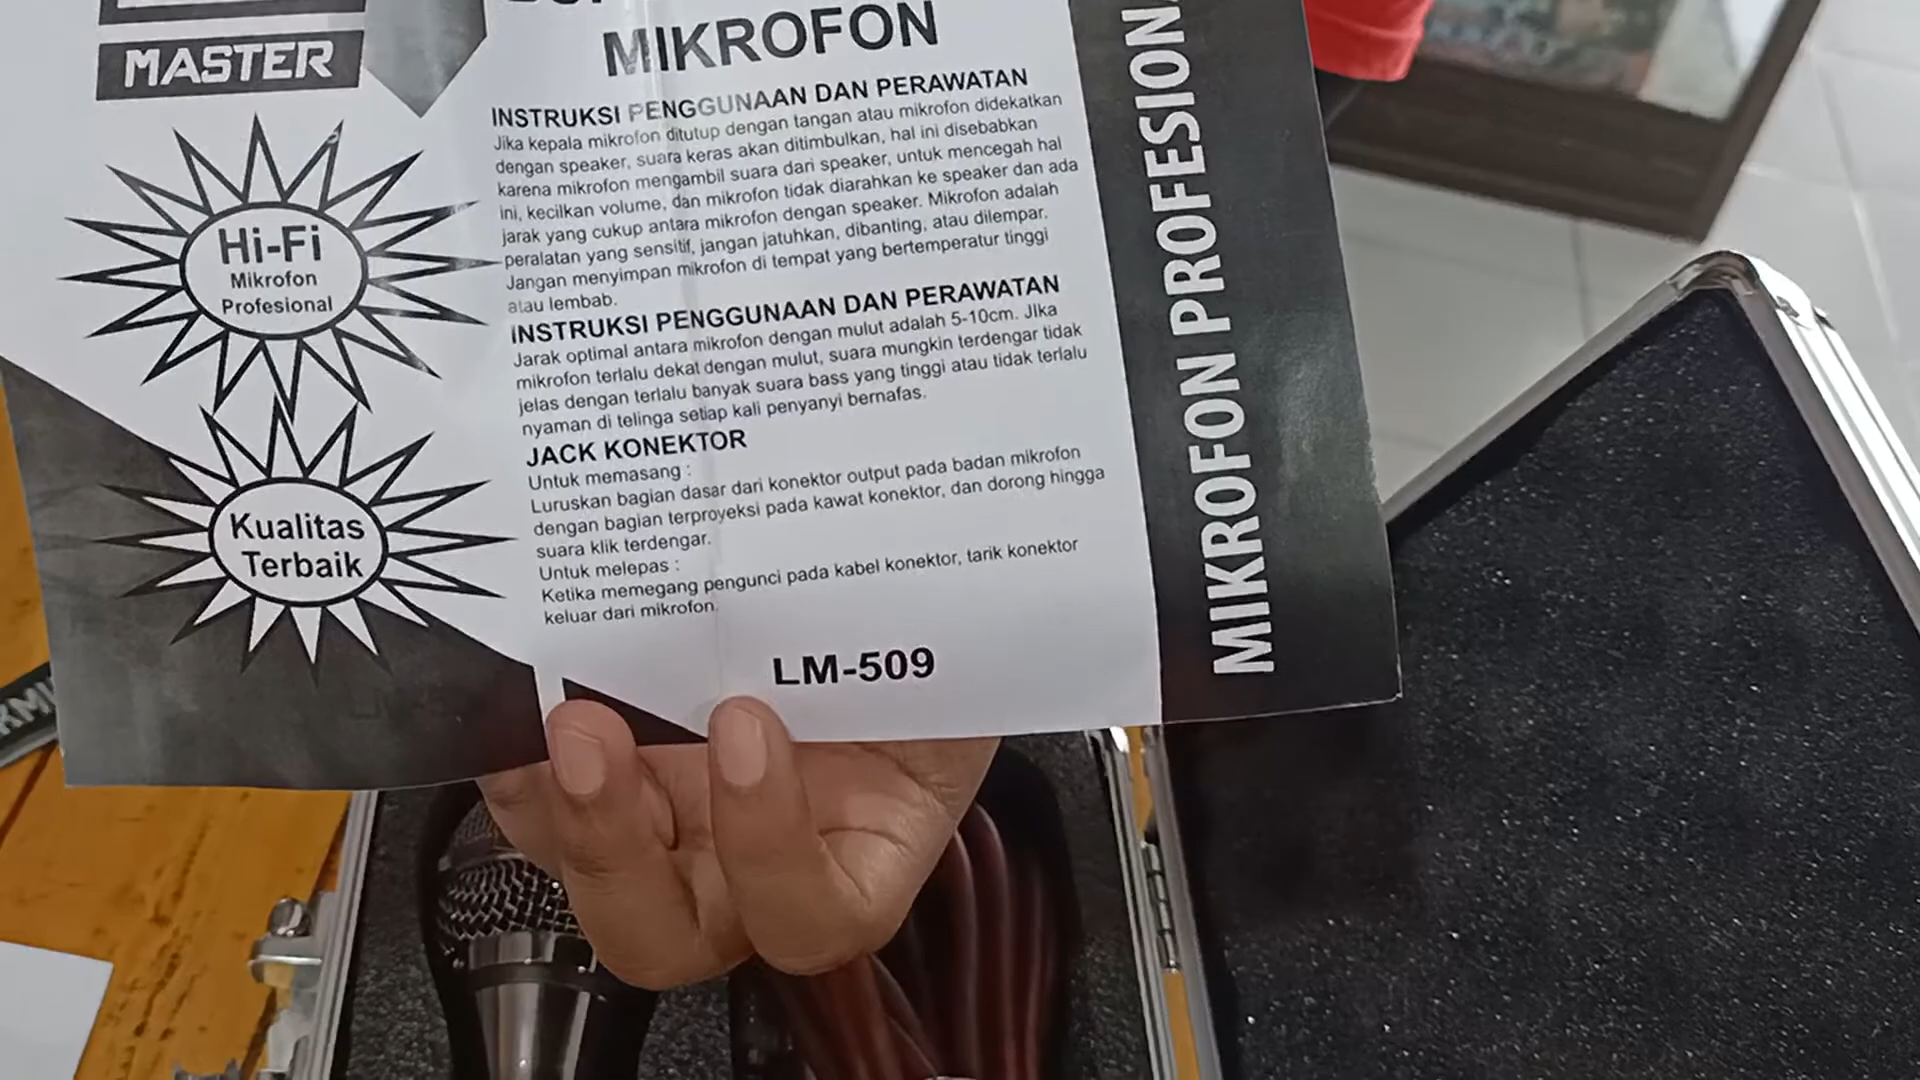 MASTER
MIKROFON
INSTRUKSI PENGGUNAAN DAN PERAWATAN
Jika kepala mikrofon ditutup dengan tangan atau mikrofon didekatkan
dengan speaker, suara keras akan ditimbulkan, hal ini disebabkan
karena mikrofon mengambil suara dari speaker, untuk mencegah hal
ini, kecilkan volume, dan mikrofon tidak diarahkan ke speaker dan ada
jarak yang cukup antara mikrofon dengan speaker. Mikrofon adalah
peralatan yang sensitif, jangan jatuhkan, dibanting, atau dilempar.
Jangan menyimpan mikrofon di tempat yang bertemperatur tinggi
atau lembab.
INSTRUKSI PENGGUNAAN DAN PERAWATAN
Jarak optimal antara mikrofon dengan mulut adalah 5-10cm. JIka
mikrofon terlalu dekat dengan mulut, suara mungkin terdengar tidak
jelas dengan terlalu banyak suara bass yang tinggi atau tidak terlalu
nyaman di telinga setiap kali penyanyi bernafas.
JACK KONEKTOR
Untuk memasang :
Luruskan bagian dasar dari konektor output pada badan mikrofon
dengan bagian terproyeksi pada kawat konektor, dan dorong hingga
suara klik terdengar.
Untuk melepas :
Ketika memegang pengunci pada kabel konektor, tarik konektor
keluar dari mikrofon.
LM-509
Hi-Fi
Mikrofon
Profesional
Kualitas
Terbaik
MIKROFON PROFESIONA